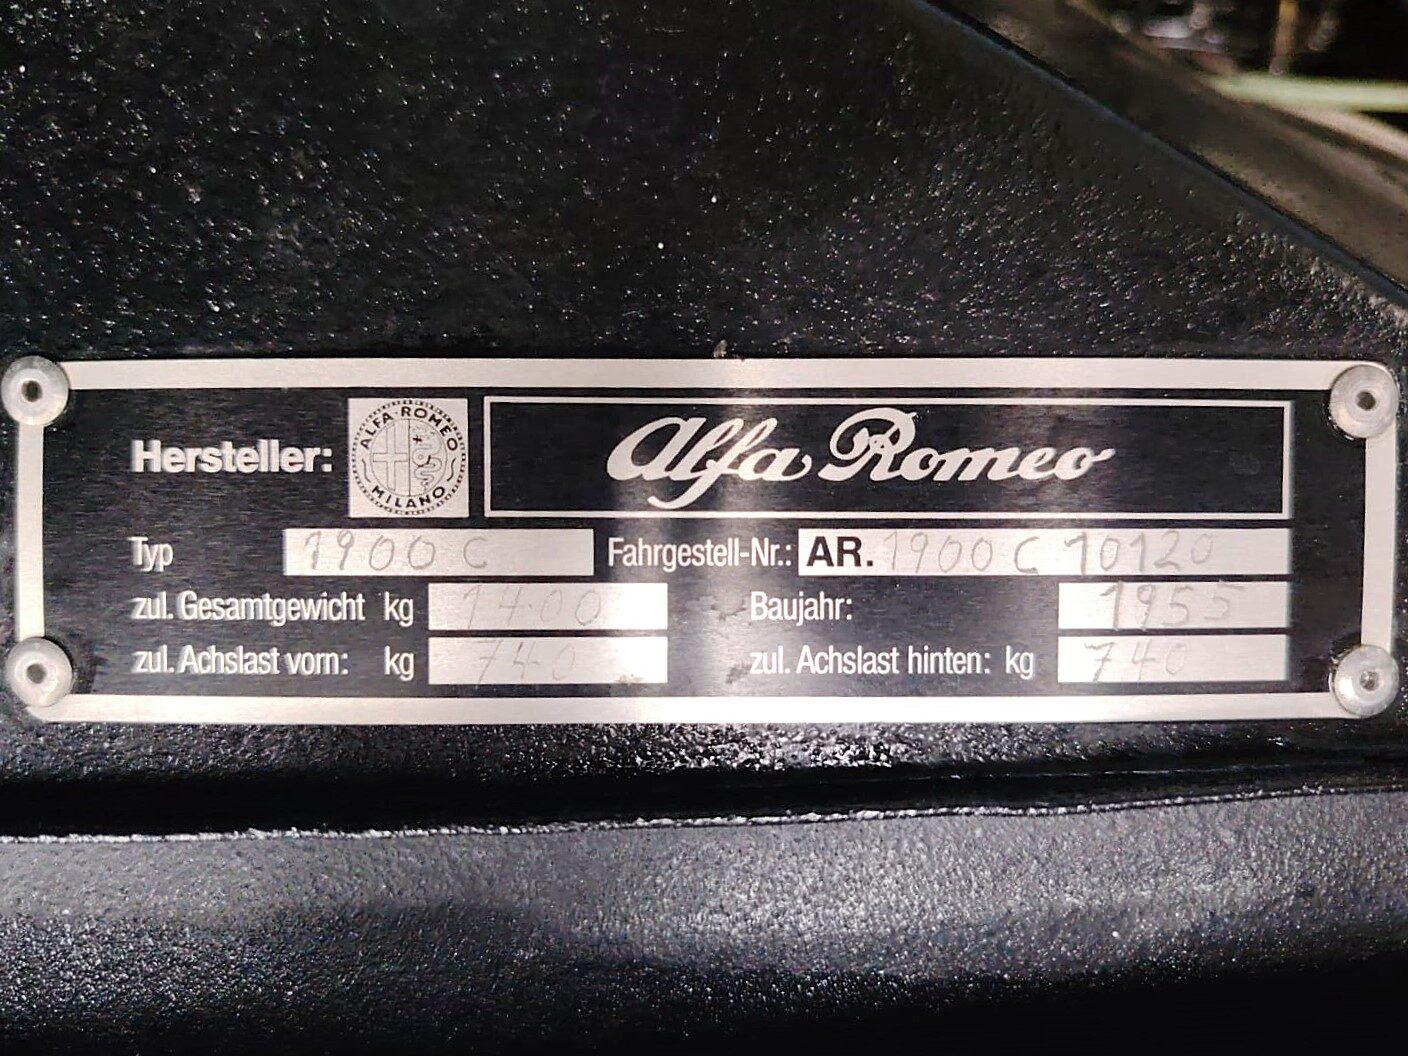 Hersteller: ALFA-ROMEO MILANO Alfa Romeo
Typ 1900 C Fahrgestell-Nr.: AR. 1900 C 10120
zul. Gesamtgewicht kg 1400 Baujahr: 1955
zul. Achslast vorn: kg 740 zul. Achslast hinten: kg 740